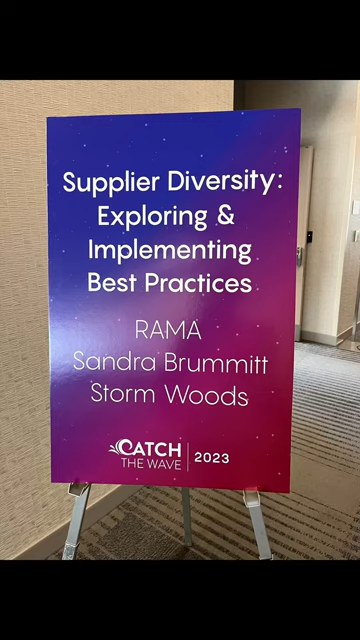 Supplier Diversity:
Exploring &
Implementing
Best Practices
RAMA
Sandra Brummitt
Storm Woods
CATCH
THE WAVE
2023